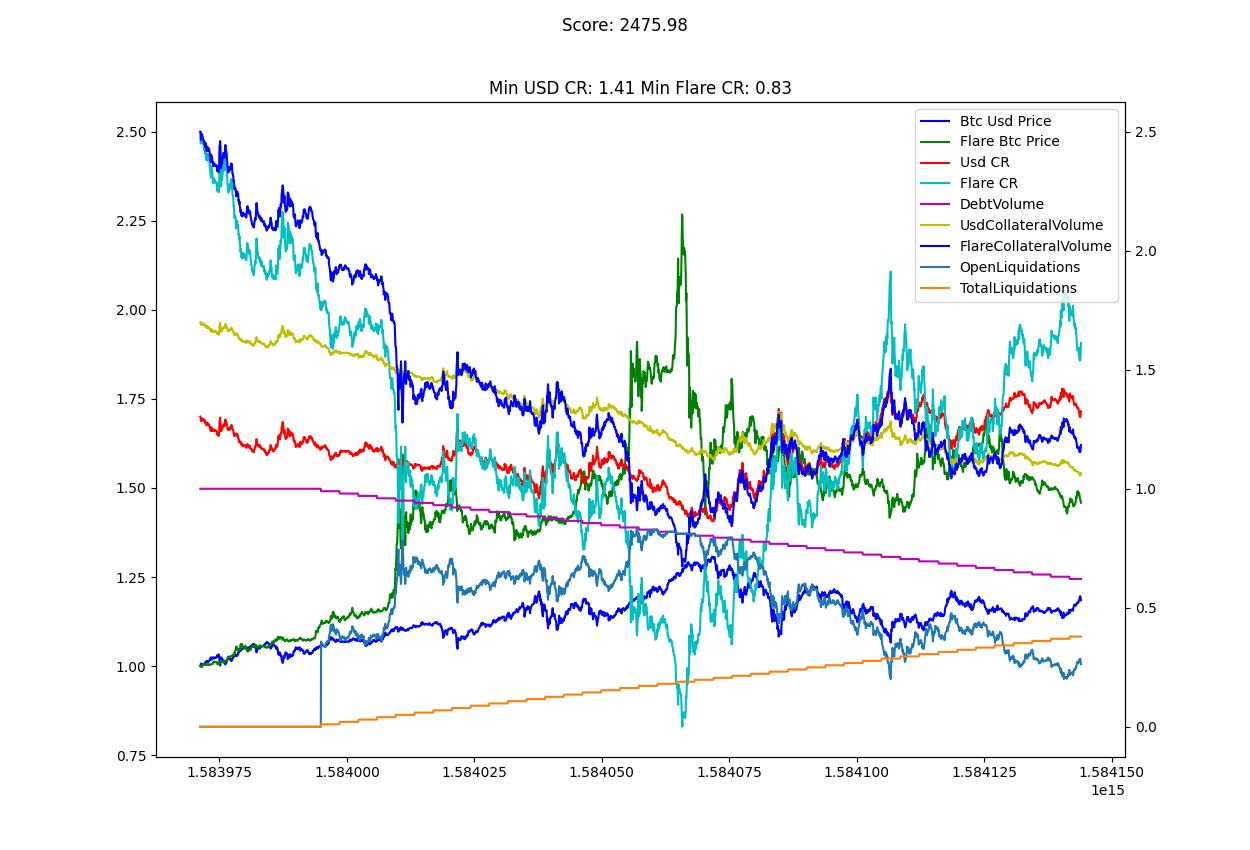 Score: 2475.98
Min USD CR: 1.41 Min Flare CR: 0.83
2.50
2.25
2.00
1.75
1.50
1.25
1.00
0.75
2.5
2.0
1.5
1.0
0.5
0.0
Btc Usd Price
Flare Btc Price
Usd CR
Flare CR
DebtVolume
UsdCollateralVolume
FlareCollateralVolume
OpenLiquidations
TotalLiquidations
1.583975 1.584000 1.584025 1.584050 1.584075 1.584100 1.584125 1.584150
1e15